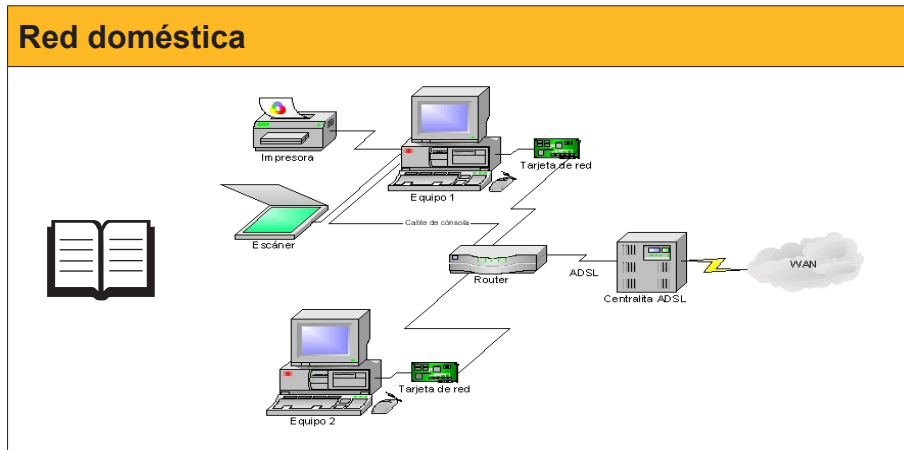 Red doméstica
Impresora
Tarjeta de red
Equipo 1
Cable de cónsola
Escáner
WAN
Router
ADSL
Centralita ADSL
Tarjeta de red
Equipo 2